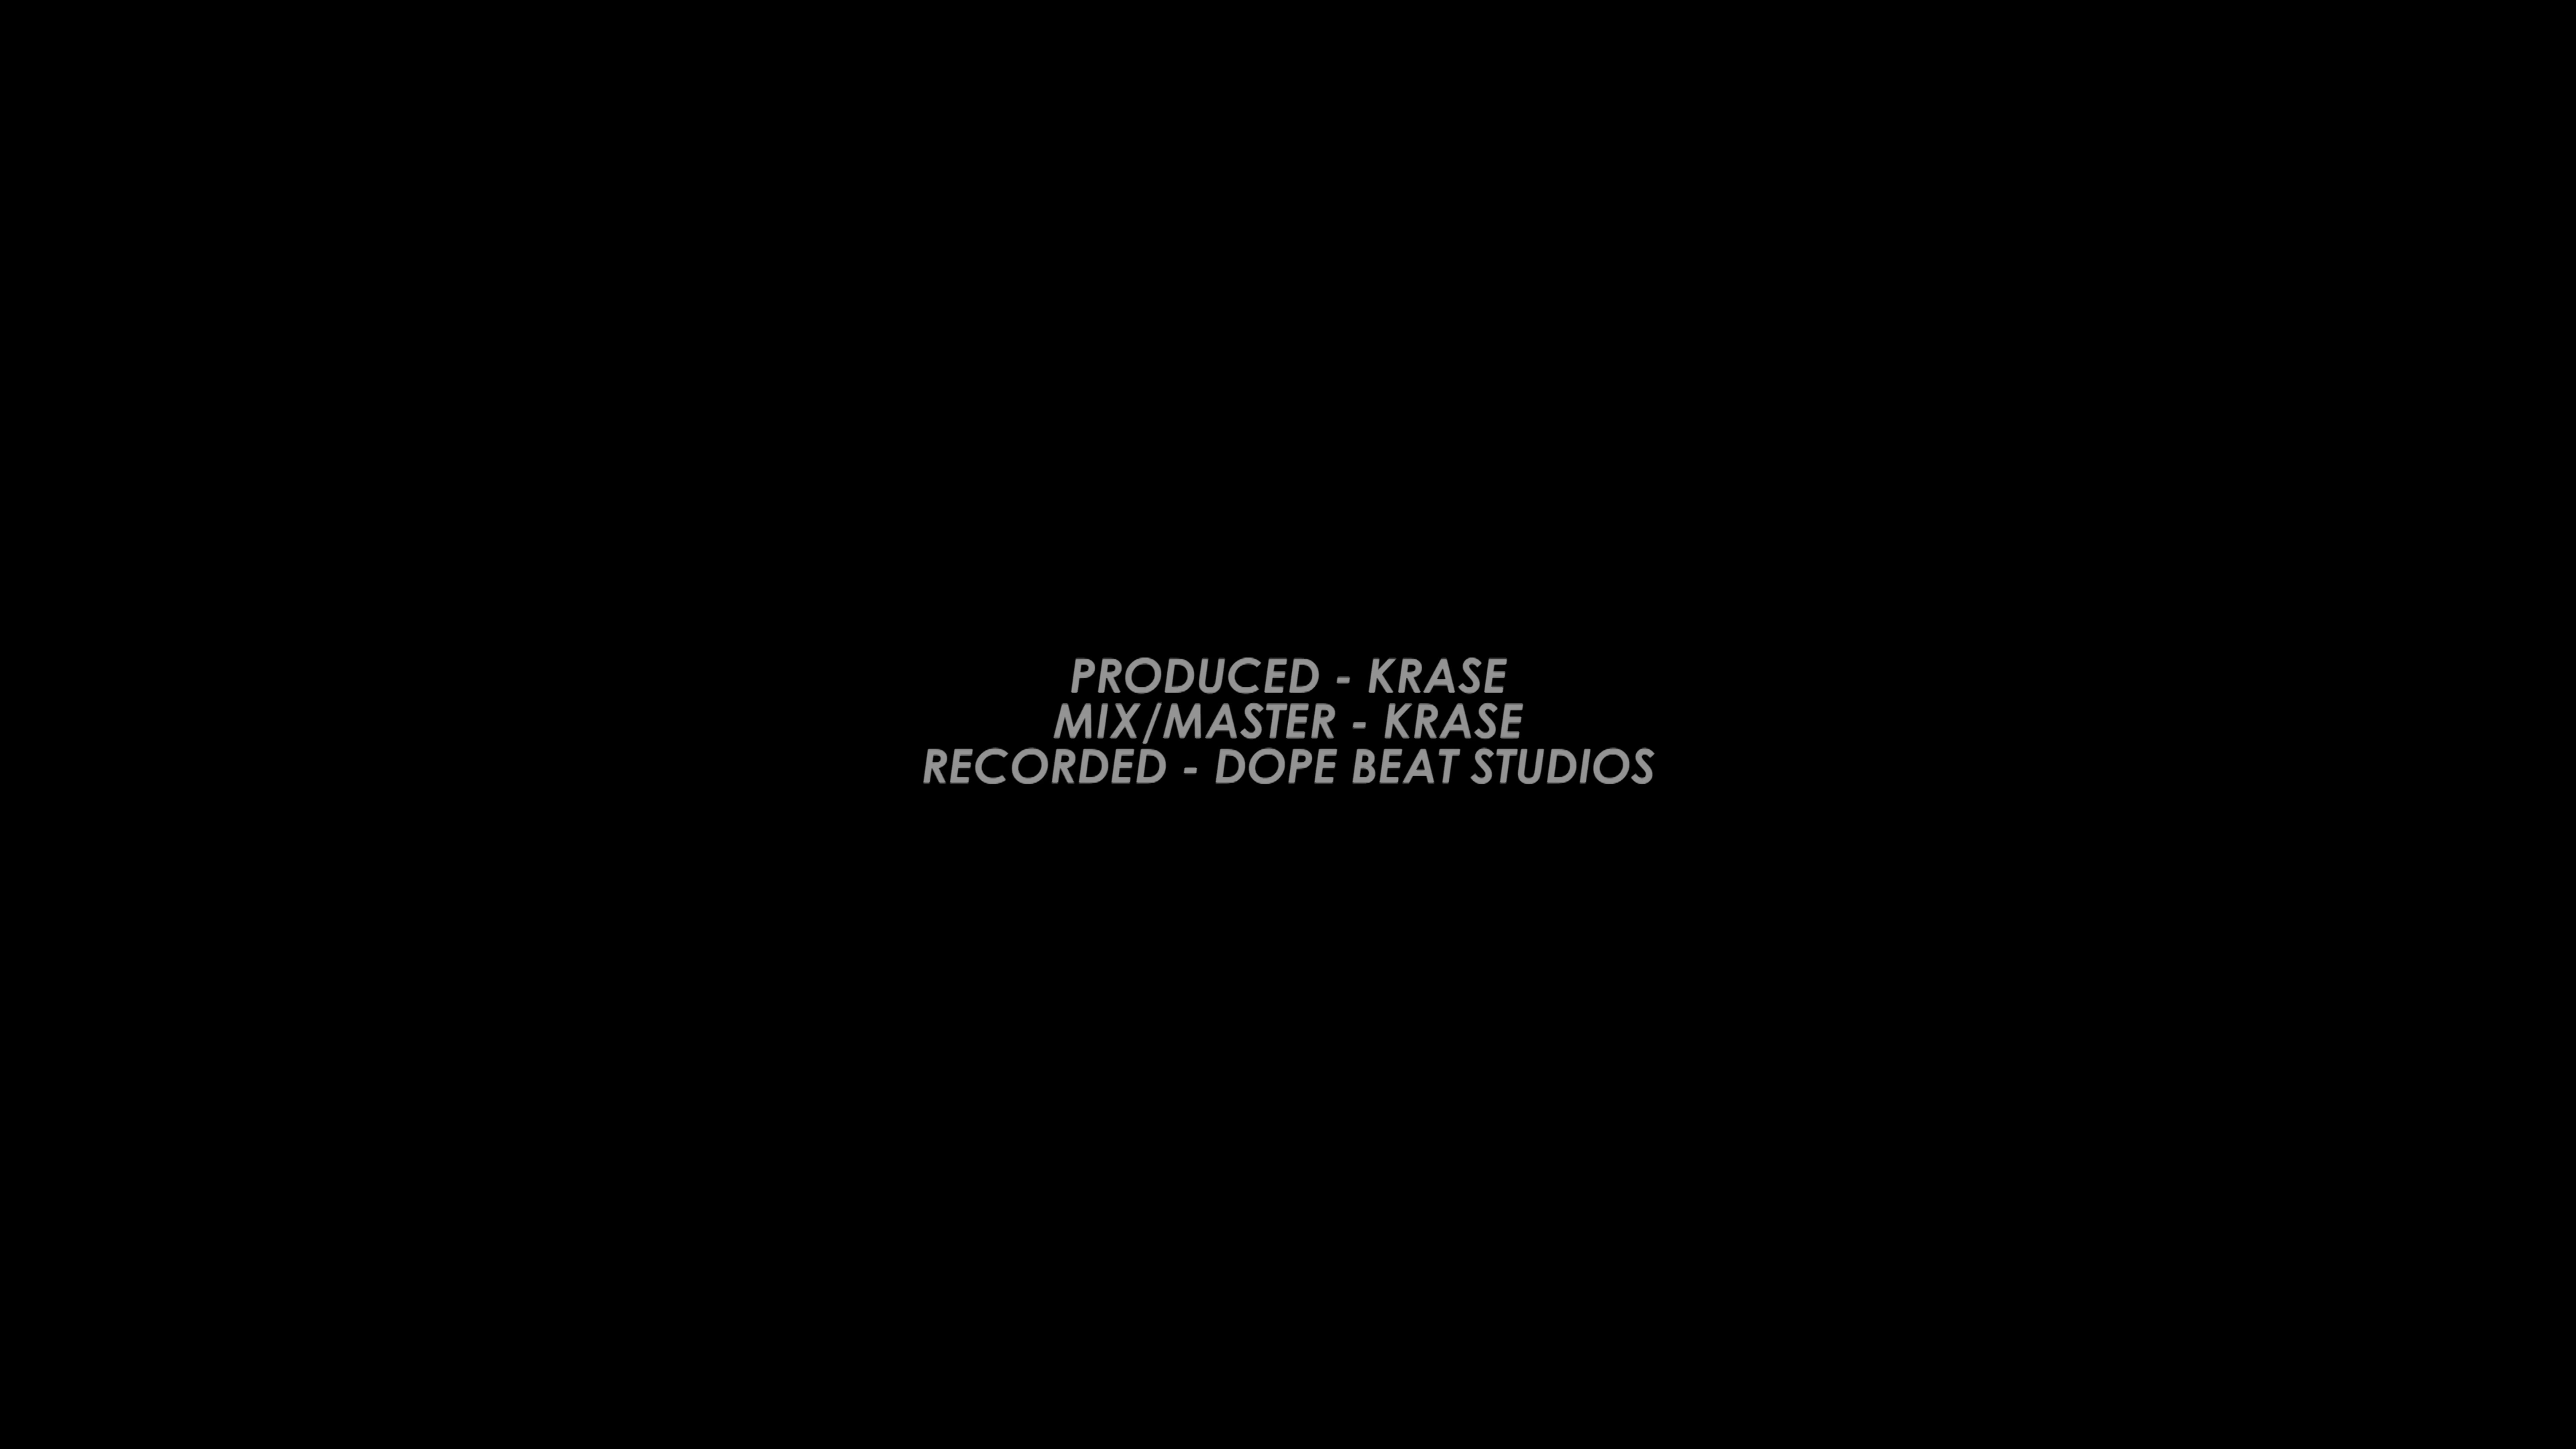 PRODUCED - KRASE
MIX/MASTER - KRASE
RECORDED - DOPE BEAT STUDIOS